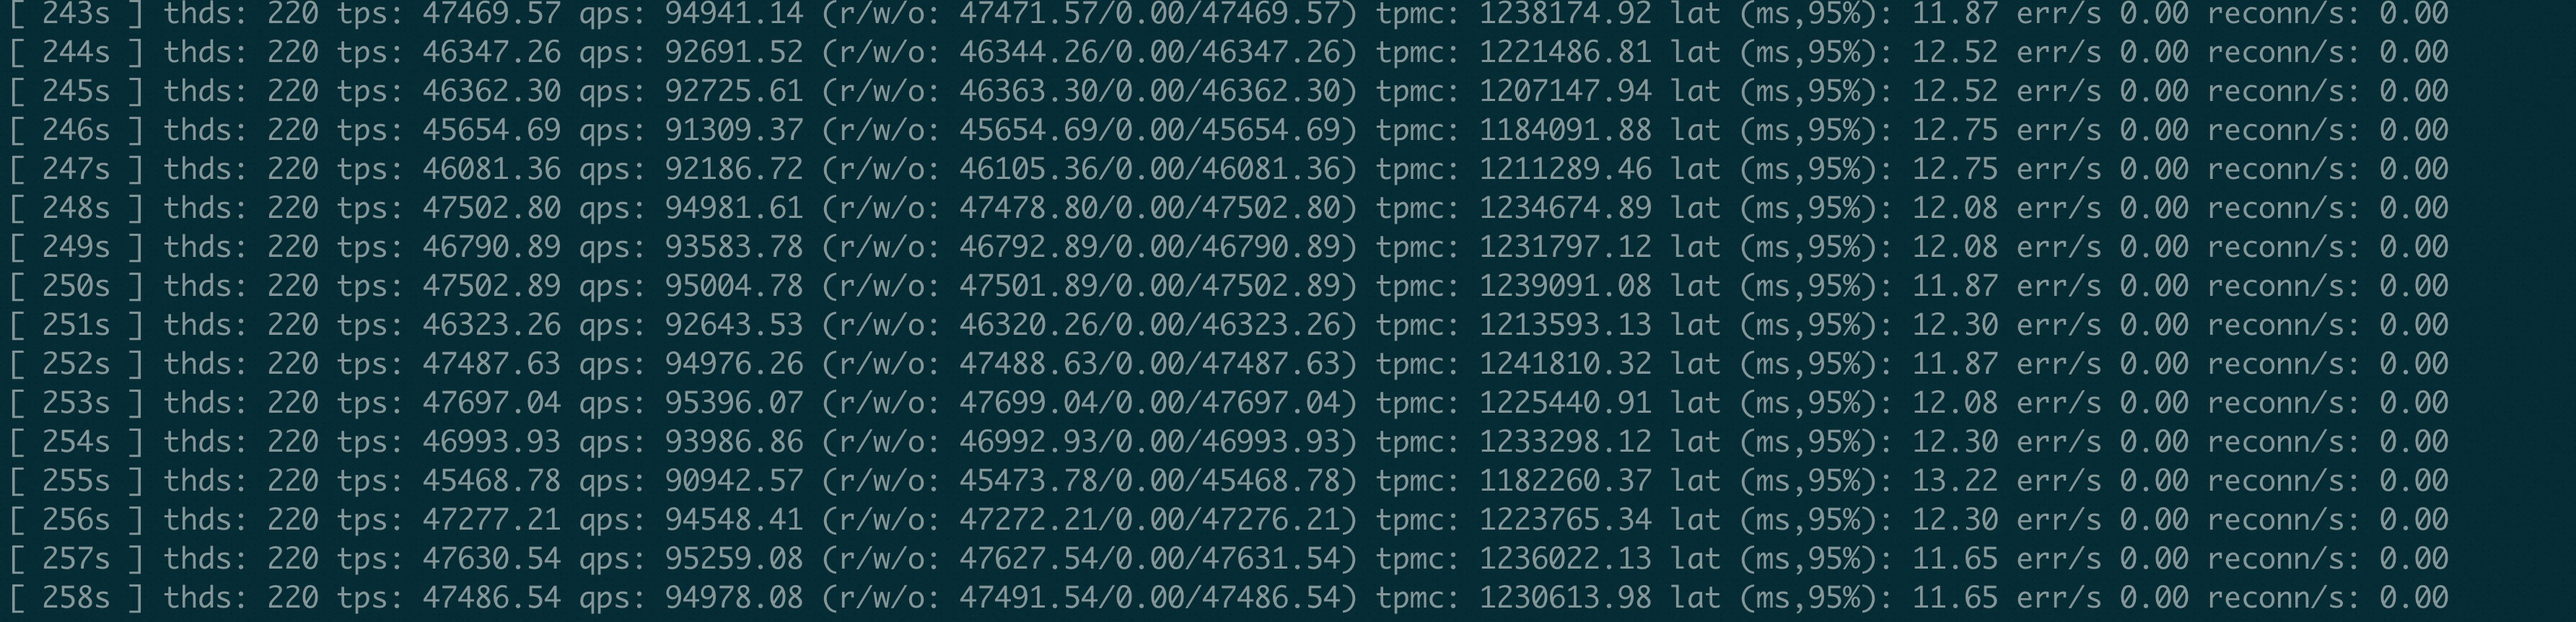 [ 243s ] thds: 220 tps: 47469.57 qps: 94941.14 (r/w/o: 47471.57/0.00/47469.57) tpmc: 1238174.92 lat (ms,95%): 11.87 err/s 0.00 reconn/s: 0.00
[ 244s ] thds: 220 tps: 46347.26 qps: 92691.52 (r/w/o: 46344.26/0.00/46347.26) tpmc: 1221486.81 lat (ms,95%): 12.52 err/s 0.00 reconn/s: 0.00
[ 245s ] thds: 220 tps: 46362.30 qps: 92725.61 (r/w/o: 46363.30/0.00/46362.30) tpmc: 1207147.94 lat (ms,95%): 12.52 err/s 0.00 reconn/s: 0.00
[ 246s ] thds: 220 tps: 45654.69 qps: 91309.37 (r/w/o: 45654.69/0.00/45654.69) tpmc: 1184091.88 lat (ms,95%): 12.75 err/s 0.00 reconn/s: 0.00
[ 247s ] thds: 220 tps: 46081.36 qps: 92186.72 (r/w/o: 46105.36/0.00/46081.36) tpmc: 1211289.46 lat (ms,95%): 12.75 err/s 0.00 reconn/s: 0.00
[ 248s ] thds: 220 tps: 47502.80 qps: 94981.61 (r/w/o: 47478.80/0.00/47502.80) tpmc: 1234674.89 lat (ms,95%): 12.08 err/s 0.00 reconn/s: 0.00
[ 249s ] thds: 220 tps: 46790.89 qps: 93583.78 (r/w/o: 46792.89/0.00/46790.89) tpmc: 1231797.12 lat (ms,95%): 12.08 err/s 0.00 reconn/s: 0.00
[ 250s ] thds: 220 tps: 47502.89 qps: 95004.78 (r/w/o: 47501.89/0.00/47502.89) tpmc: 1239091.08 lat (ms,95%): 11.87 err/s 0.00 reconn/s: 0.00
[ 251s ] thds: 220 tps: 46323.26 qps: 92643.53 (r/w/o: 46320.26/0.00/46323.26) tpmc: 1213593.13 lat (ms,95%): 12.30 err/s 0.00 reconn/s: 0.00
[ 252s ] thds: 220 tps: 47487.63 qps: 94976.26 (r/w/o: 47488.63/0.00/47487.63) tpmc: 1241810.32 lat (ms,95%): 11.87 err/s 0.00 reconn/s: 0.00
[ 253s ] thds: 220 tps: 47697.04 qps: 95396.07 (r/w/o: 47699.04/0.00/47697.04) tpmc: 1225440.91 lat (ms,95%): 12.08 err/s 0.00 reconn/s: 0.00
[ 254s ] thds: 220 tps: 46993.93 qps: 93986.86 (r/w/o: 46992.93/0.00/46993.93) tpmc: 1233298.12 lat (ms,95%): 12.30 err/s 0.00 reconn/s: 0.00
[ 255s ] thds: 220 tps: 45468.78 qps: 90942.57 (r/w/o: 45473.78/0.00/45468.78) tpmc: 1182260.37 lat (ms,95%): 13.22 err/s 0.00 reconn/s: 0.00
[ 256s ] thds: 220 tps: 47277.21 qps: 94548.41 (r/w/o: 47272.21/0.00/47276.21) tpmc: 1223765.34 lat (ms,95%): 12.30 err/s 0.00 reconn/s: 0.00
[ 257s ] thds: 220 tps: 47630.54 qps: 95259.08 (r/w/o: 47627.54/0.00/47631.54) tpmc: 1236022.13 lat (ms,95%): 11.65 err/s 0.00 reconn/s: 0.00
[ 258s ] thds: 220 tps: 47486.54 qps: 94978.08 (r/w/o: 47491.54/0.00/47486.54) tpmc: 1230613.98 lat (ms,95%): 11.65 err/s 0.00 reconn/s: 0.00